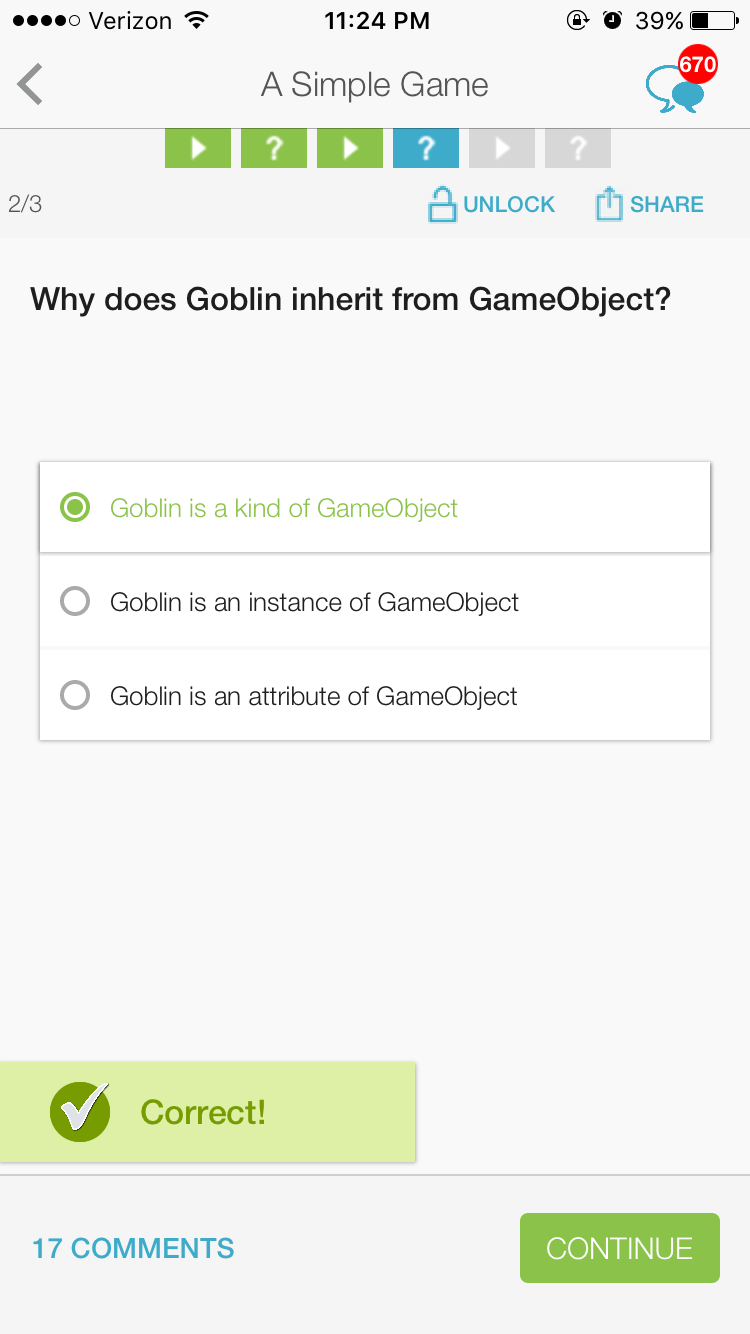 Verizon 11:24 PM 39%
A Simple Game 670
? ? ?
2/3 UNLOCK SHARE
Why does Goblin inherit from GameObject?
Goblin is a kind of GameObject
Goblin is an instance of GameObject
Goblin is an attribute of GameObject
Correct!
17 COMMENTS CONTINUE